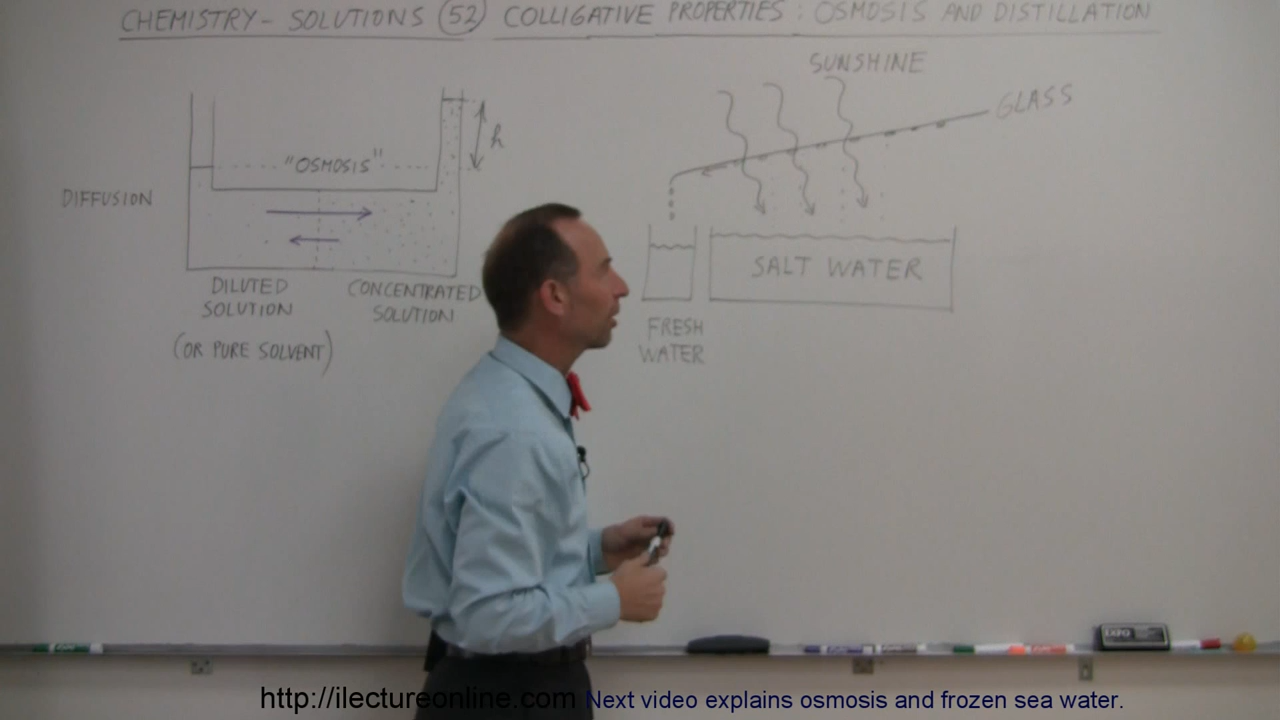 CHEMISTRY- SOLUTIONS (52) COLLIGATIVE PROPERTIES : OSMOSIS AND DISTILLATION
SUNSHINE
GLASS
h
"OSMOSIS"
DIFFUSION
DILUTED
SOLUTION
(OR PURE SOLVENT)
CONCENTRATED
SOLUTION
SALT WATER
FRESH
WATER
EXPO
http://ilectureonline.com Next video explains osmosis and frozen sea water.